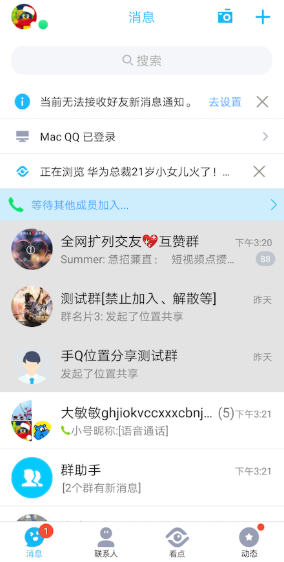 消息
搜索
当前无法接收好友新消息通知。 去设置
Mac QQ 已登录
正在浏览 华为总裁21岁小女儿火了！...
等待其他成员加入...
全网扩列交友💖互赞群 下午3:20
Summer: 急招兼直： 短视频点攒... 88
测试群[禁止加入、解散等] 昨天
群名片3: 发起了位置共享
手Q位置分享测试群 昨天
发起了位置共享
大敏敏ghjiokvccxxxcbnj... (5) 下午3:21
小号昵称:[语音通话]
群助手 下午3:21
[2个群有新消息]
1
消息 联系人 看点 动态